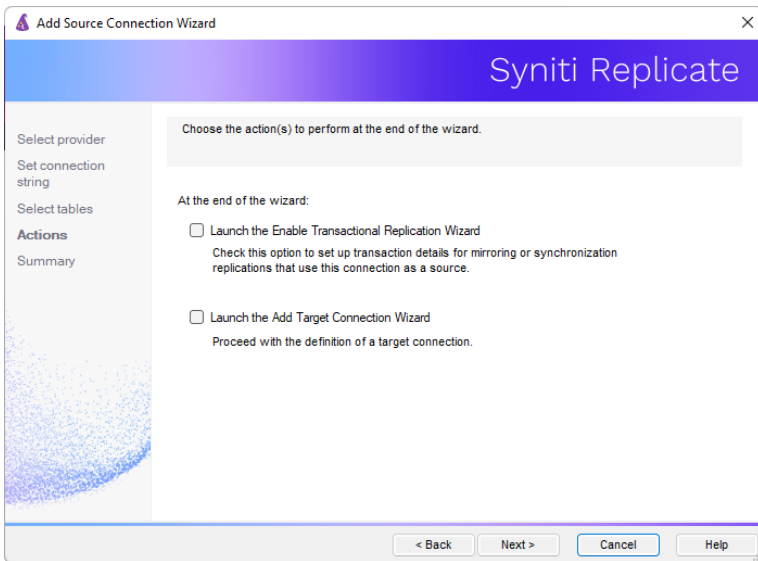 Add Source Connection Wizard
Syniti Replicate
Select provider
Set connection
string
Select tables
Actions
Summary
Choose the action(s) to perform at the end of the wizard.
At the end of the wizard:
Launch the Enable Transactional Replication Wizard
Check this option to set up transaction details for mirroring or synchronization
replications that use this connection as a source.
Launch the Add Target Connection Wizard
Proceed with the definition of a target connection.
< Back
Next >
Cancel
Help